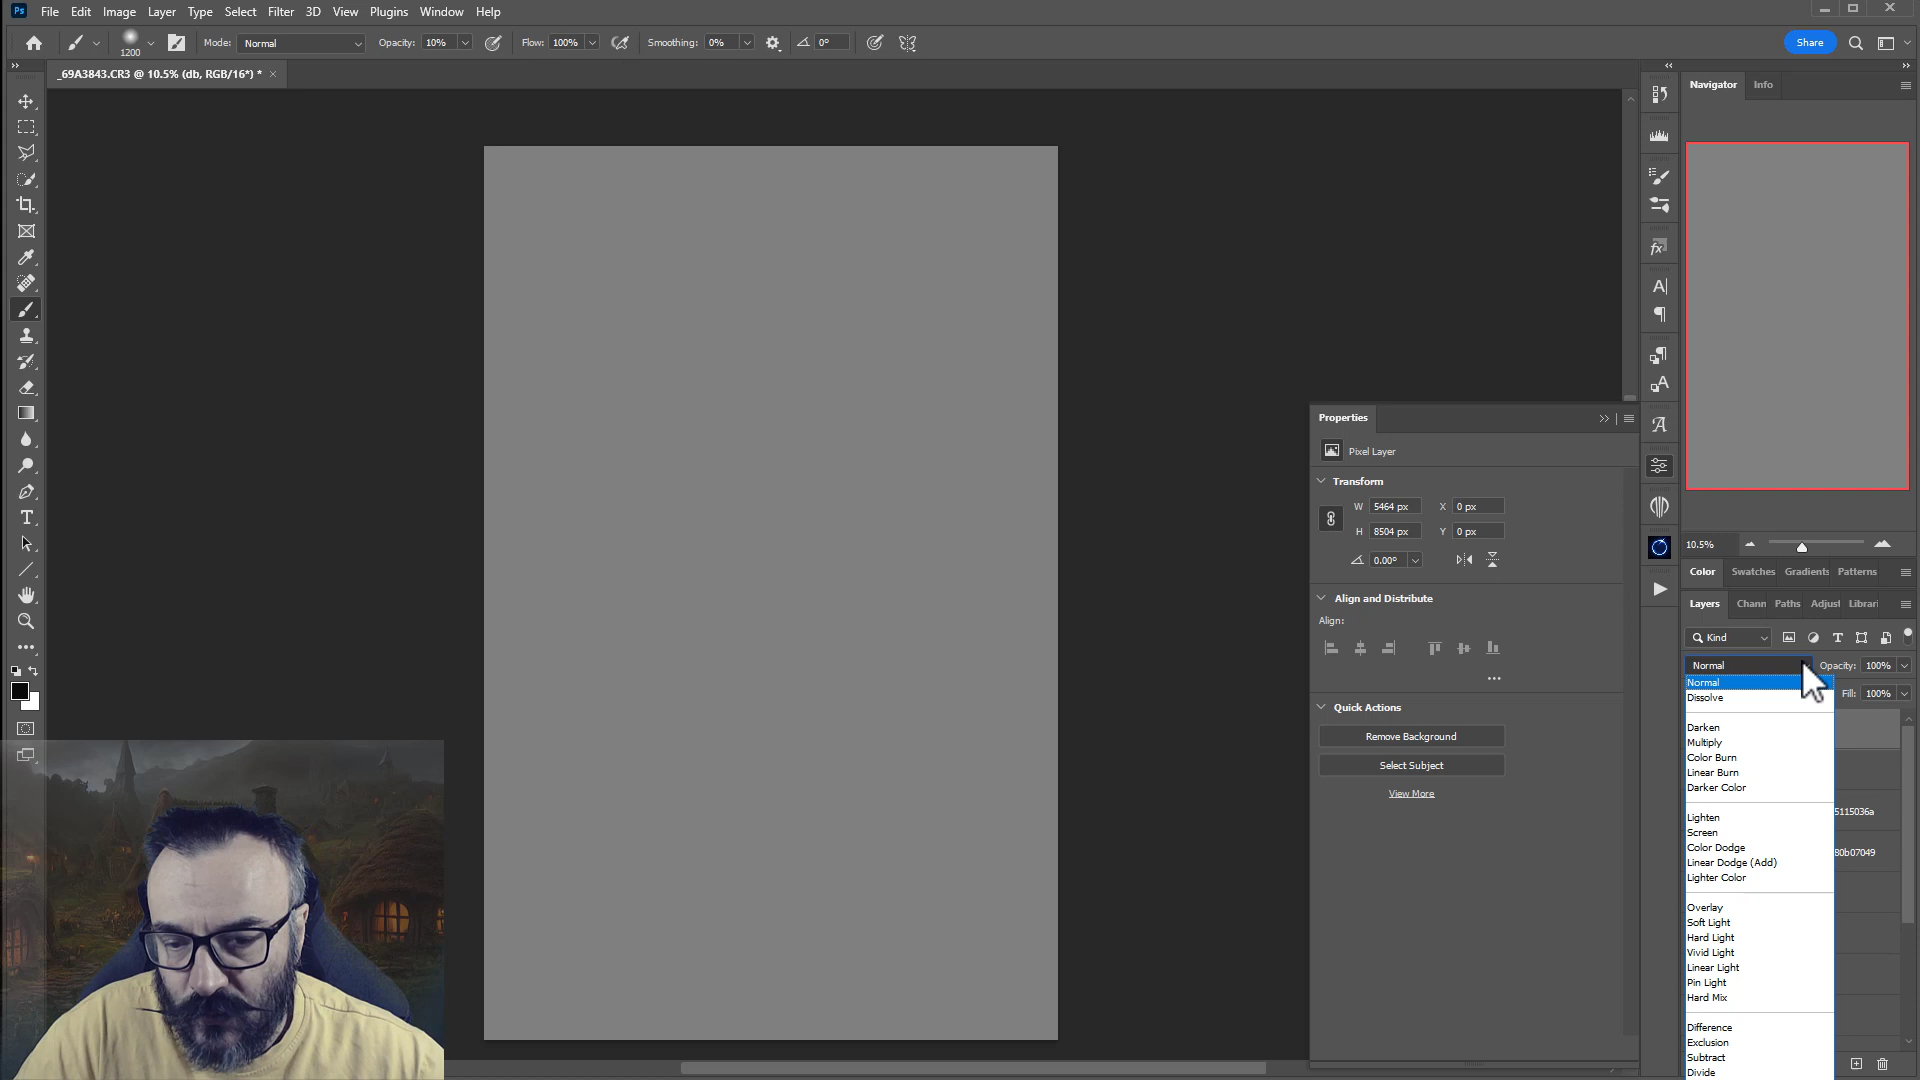 Ps File Edit Image Layer Type Select Filter 3D View Plugins Window Help
1200 Mode: Normal Opacity: 10% Flow: 100% Smoothing: 0% 0° Share
_69A3843.CR3 @ 10.5% (db, RGB/16*) * ×
Navigator Info
Properties
Pixel Layer
Transform
W 5464 px X 0 px
H 8504 px Y 0 px
0.00°
Align and Distribute
Align:
Quick Actions
Remove Background
Select Subject
View More
10.5%
Color Swatches Gradients Patterns
Layers Chann Paths Adjust Librari
Kind
Normal Opacity: 100%
Fill: 100%
Normal
Dissolve
Darken
Multiply
Color Burn
Linear Burn
Darker Color
Lighten
Screen
Color Dodge
Linear Dodge (Add)
Lighter Color
Overlay
Soft Light
Hard Light
Vivid Light
Linear Light
Pin Light
Hard Mix
Difference
Exclusion
Subtract
Divide
5115036a
80b07049